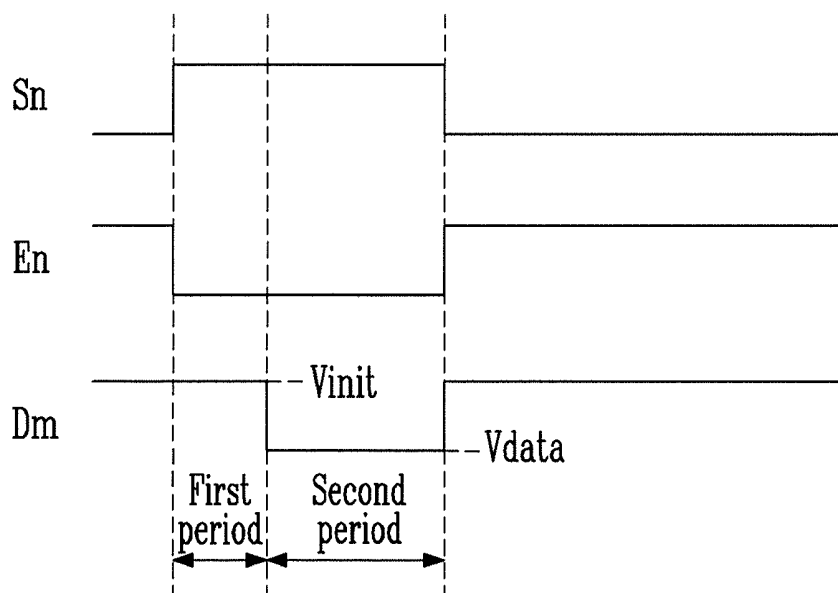 Sn
En
Vinit
Dm
Vdata
First
period
Second
period